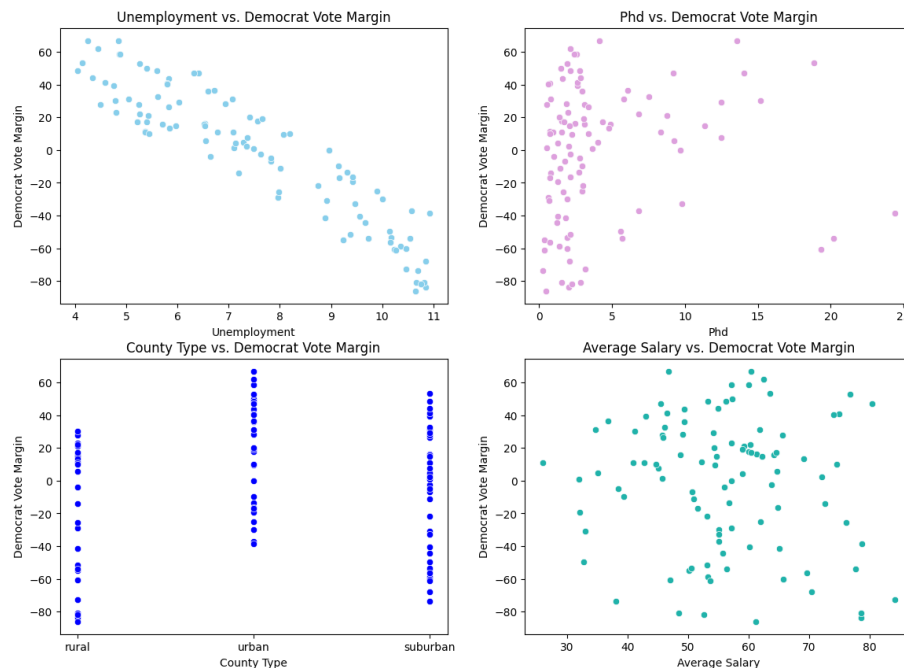 Unemployment vs. Democrat Vote Margin
Democrat Vote Margin
60
40
20
0
−20
−40
−60
−80
4 5 6 7 8 9 10 11
Unemployment
Phd vs. Democrat Vote Margin
Democrat Vote Margin
60
40
20
0
−20
−40
−60
−80
0 5 10 15 20 25
Phd
County Type vs. Democrat Vote Margin
Democrat Vote Margin
60
40
20
0
−20
−40
−60
−80
rural urban suburban
County Type
Average Salary vs. Democrat Vote Margin
Democrat Vote Margin
60
40
20
0
−20
−40
−60
−80
30 40 50 60 70 80
Average Salary